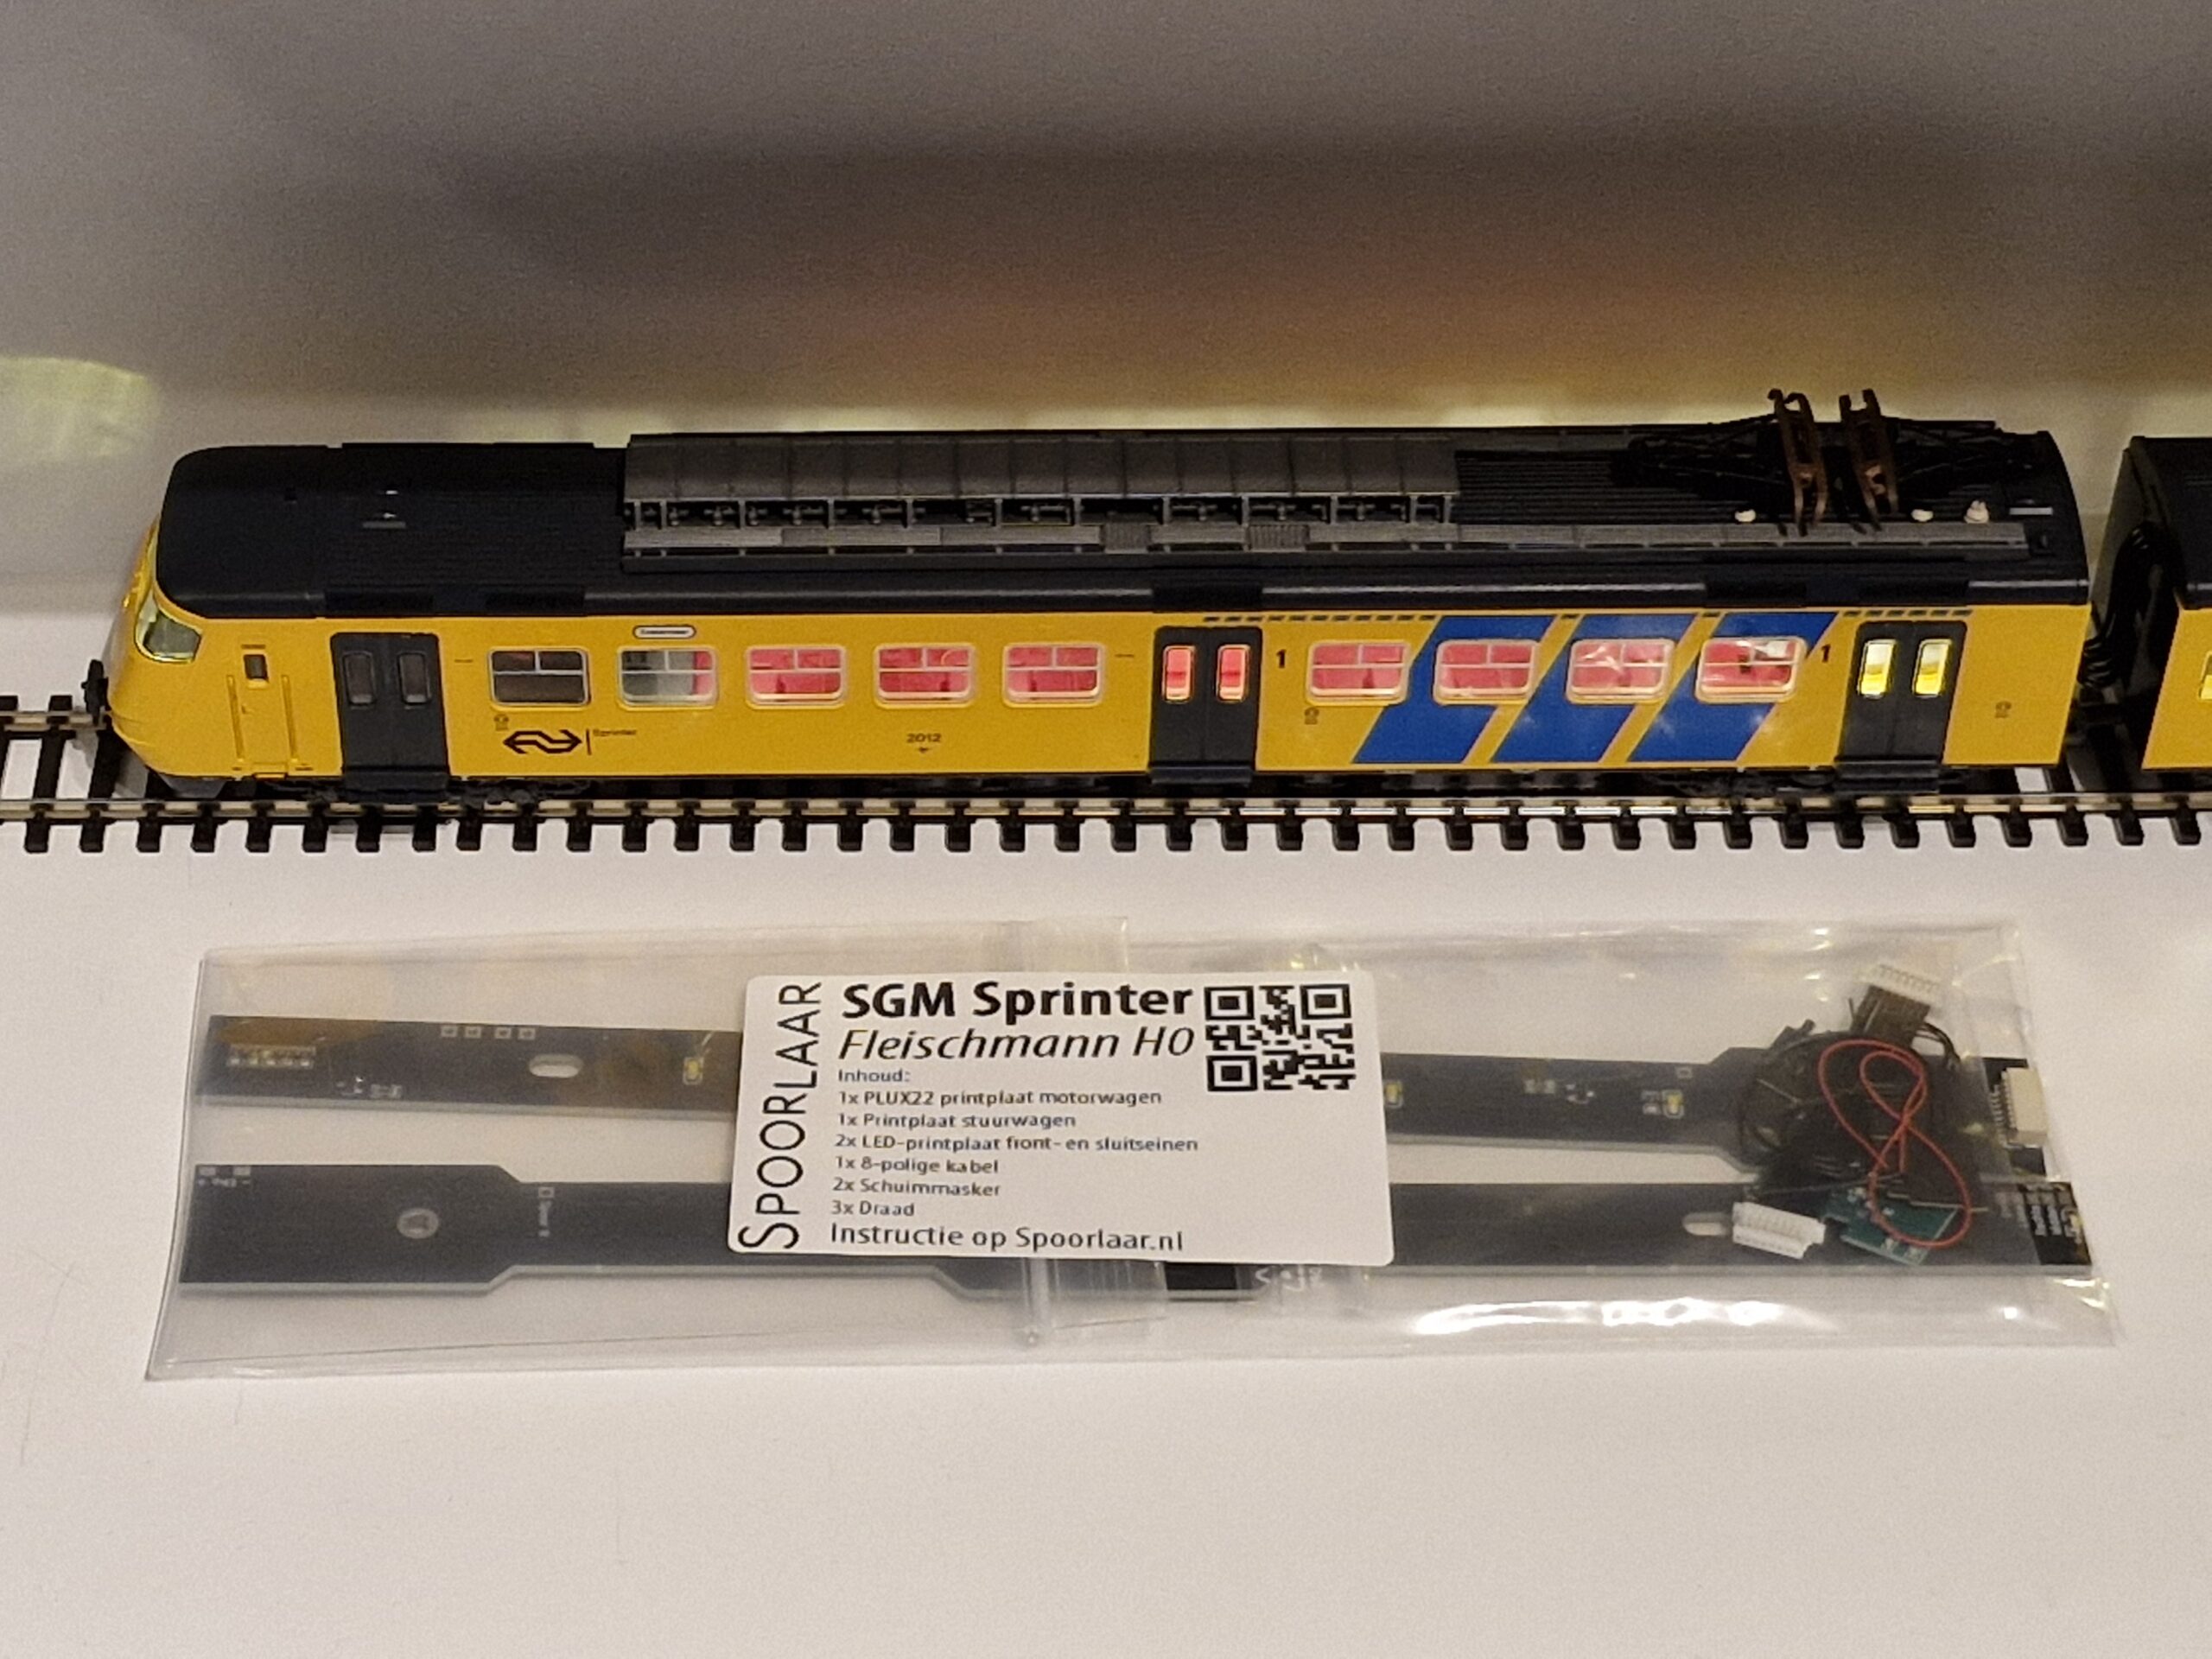 Sprinter
2012
1
1
SPOORLAAR
SGM Sprinter
Fleischmann H0
Inhoud:
1x PLUX22 printplaat motorwagen
1x Printplaat stuurwagen
2x LED-printplaat front- en sluitseinen
1x 8-polige kabel
2x Schuimmasker
3x Draad
Instructie op Spoorlaar.nl